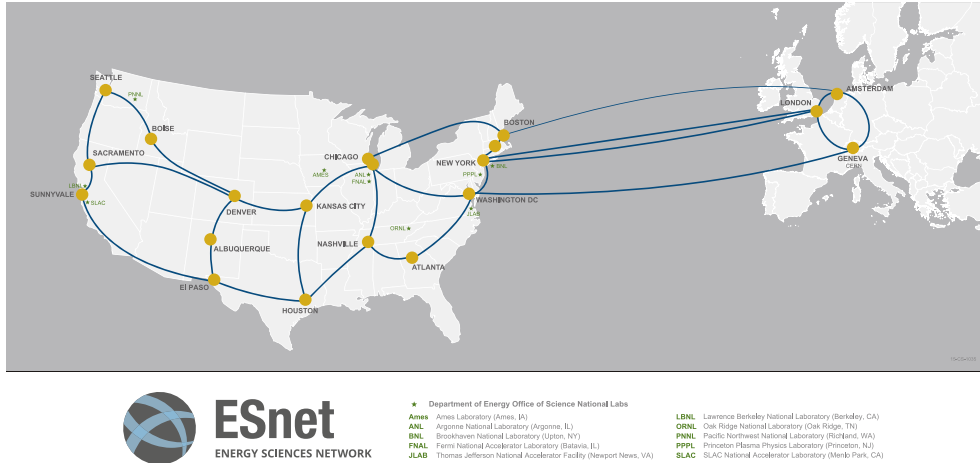 SEATTLE
PNNL
BOISE
SACRAMENTO
LBNL
SUNNYVALE
SLAC
DENVER
ALBUQUERQUE
El PASO
HOUSTON
KANSAS CITY
AMES
CHICAGO
ANL
FNAL
NASHVILLE
ORNL
ATLANTA
BOSTON
NEW YORK
BNL
PPPL
WASHINGTON DC
JLAB
LONDON
AMSTERDAM
GENEVA
CERN
ESnet
ENERGY SCIENCES NETWORK
Department of Energy Office of Science National Labs
Ames Ames Laboratory (Ames, IA)
ANL Argonne National Laboratory (Argonne, IL)
BNL Brookhaven National Laboratory (Upton, NY)
FNAL Fermi National Accelerator Laboratory (Batavia, IL)
JLAB Thomas Jefferson National Accelerator Facility (Newport News, VA)
LBNL Lawrence Berkeley National Laboratory (Berkeley, CA)
ORNL Oak Ridge National Laboratory (Oak Ridge, TN)
PNNL Pacific Northwest National Laboratory (Richland, WA)
PPPL Princeton Plasma Physics Laboratory (Princeton, NJ)
SLAC SLAC National Accelerator Laboratory (Menlo Park, CA)